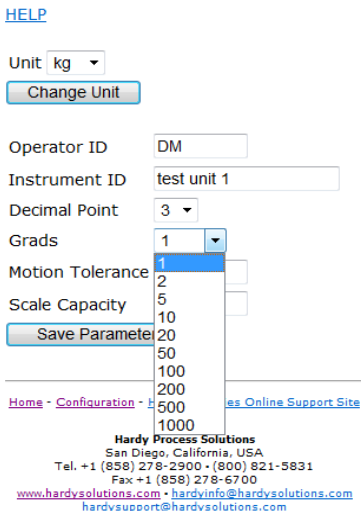 HELP
Unit kg
Change Unit
Operator ID DM
Instrument ID test unit 1
Decimal Point 3
Grads 1
1
Motion Tolerance
2
5
Scale Capacity
10
20
Save Paramete
50
100
200
500
1000
Home - Configuration - es Online Support Site
Hardy Process Solutions
San Diego, California, USA
Tel. +1 (858) 278-2900 • (800) 821-5831
Fax +1 (858) 278-6700
www.hardysolutions.com • hardyinfo@hardysolutions.com
hardysupport@hardysolutions.com